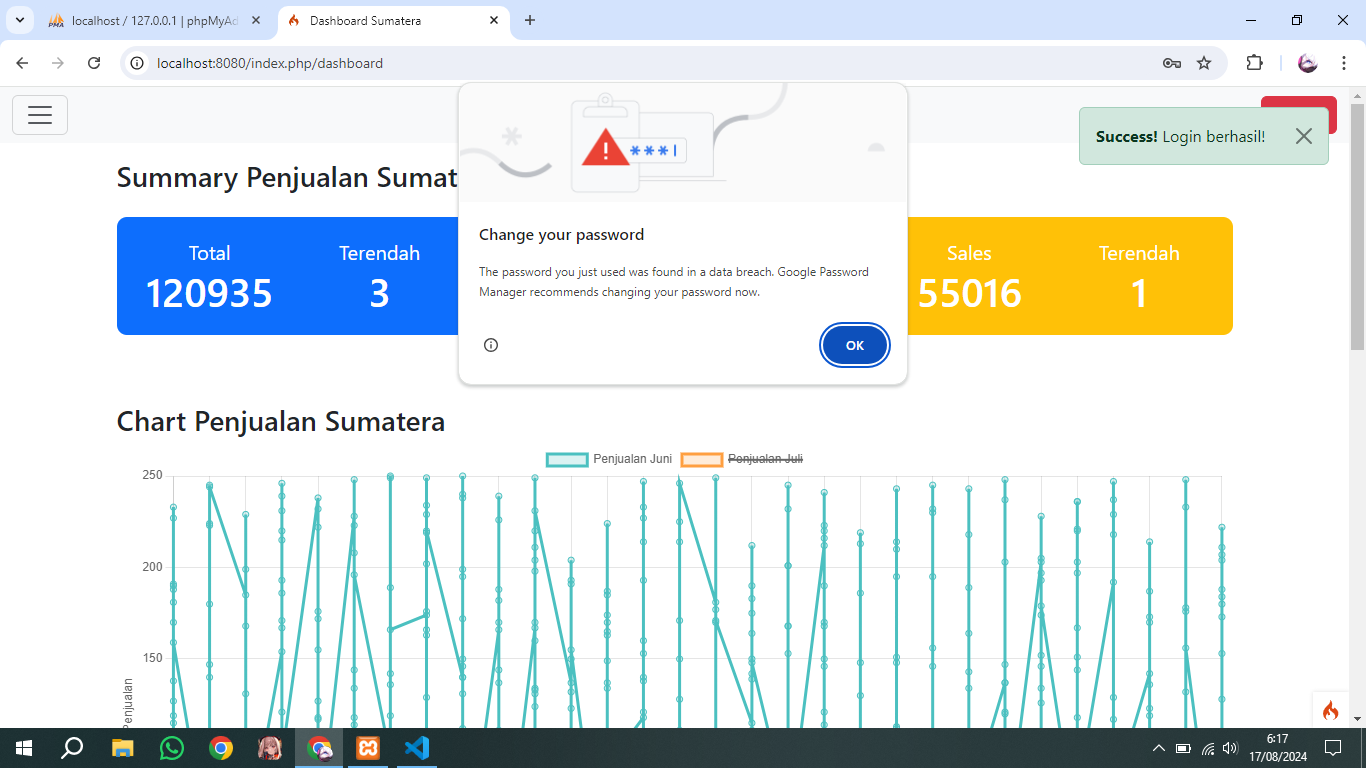 localhost / 127.0.0.1 | phpMyAd
Dashboard Sumatera
localhost:8080/index.php/dashboard
Success! Login berhasil!
Summary Penjualan Sumat
Total
120935
Terendah
3
Sales
55016
Terendah
1
Change your password
The password you just used was found in a data breach. Google Password
Manager recommends changing your password now.
OK
Chart Penjualan Sumatera
Penjualan Juni
Penjualan Juli
250
200
150
Penjualan
6:17
17/08/2024